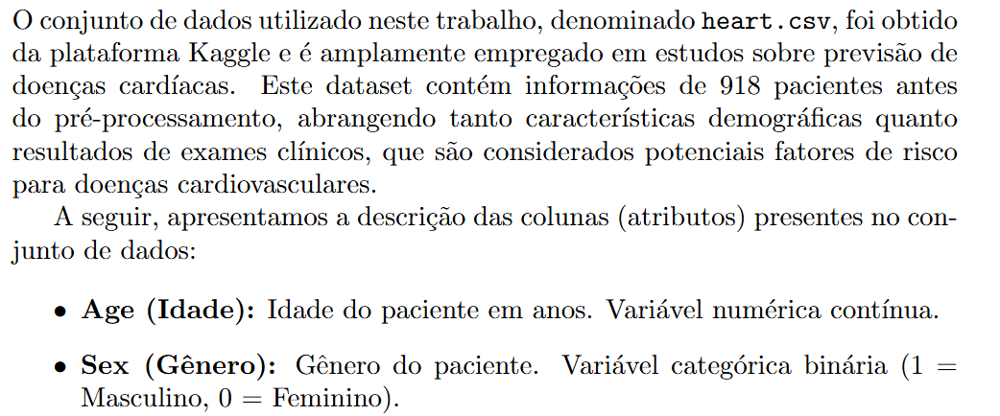 O conjunto de dados utilizado neste trabalho, denominado heart.csv, foi obtido
da plataforma Kaggle e é amplamente empregado em estudos sobre previsão de
doenças cardíacas. Este dataset contém informações de 918 pacientes antes
do pré-processamento, abrangendo tanto características demográficas quanto
resultados de exames clínicos, que são considerados potenciais fatores de risco
para doenças cardiovasculares.
A seguir, apresentamos a descrição das colunas (atributos) presentes no con-
junto de dados:
• Age (Idade): Idade do paciente em anos. Variável numérica contínua.
• Sex (Gênero): Gênero do paciente. Variável categórica binária (1 =
Masculino, 0 = Feminino).